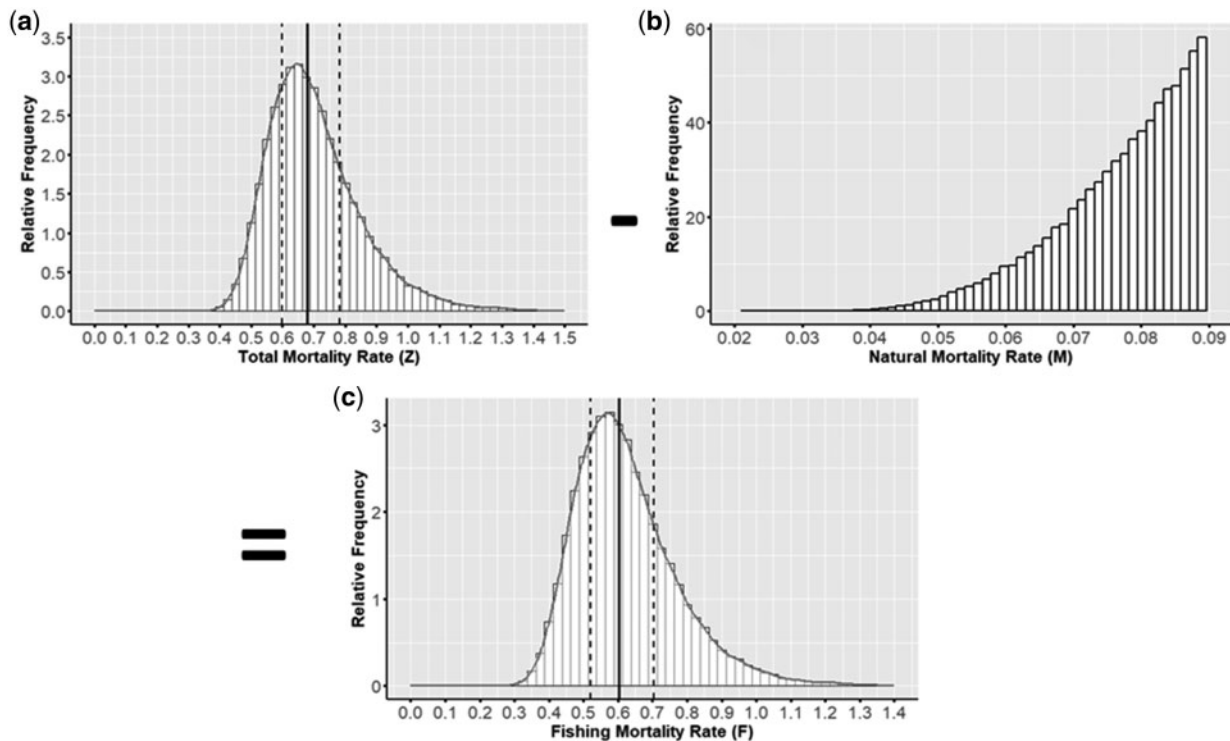 (a)
3.5
3.0
2.5
2.0
1.5
1.0
0.5
0.0
Relative Frequency
0.0 0.1 0.2 0.3 0.4 0.5 0.6 0.7 0.8 0.9 1.0 1.1 1.2 1.3 1.4 1.5
Total Mortality Rate (Z)
-
(b)
60
40
20
0
Relative Frequency
0.02 0.03 0.04 0.05 0.06 0.07 0.08 0.09
Natural Mortality Rate (M)
=
(c)
3
2
1
0
Relative Frequency
0.0 0.1 0.2 0.3 0.4 0.5 0.6 0.7 0.8 0.9 1.0 1.1 1.2 1.3 1.4
Fishing Mortality Rate (F)